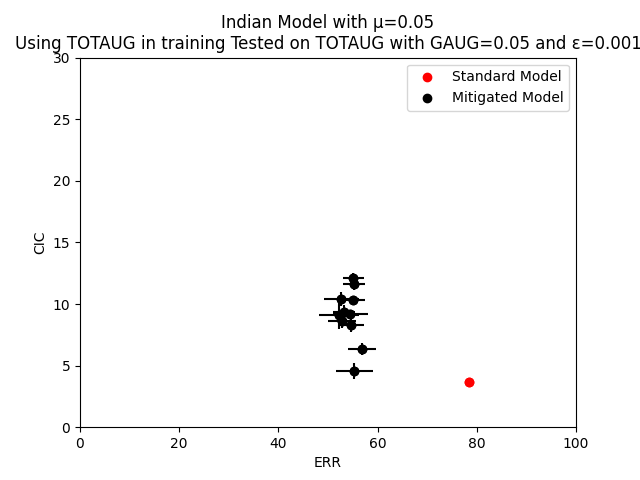 Indian Model with μ=0.05
Using TOTAUG in training Tested on TOTAUG with GAUG=0.05 and ε=0.001
Standard Model
Mitigated Model
30
25
20
15
10
5
0
CIC
0 20 40 60 80 100
ERR